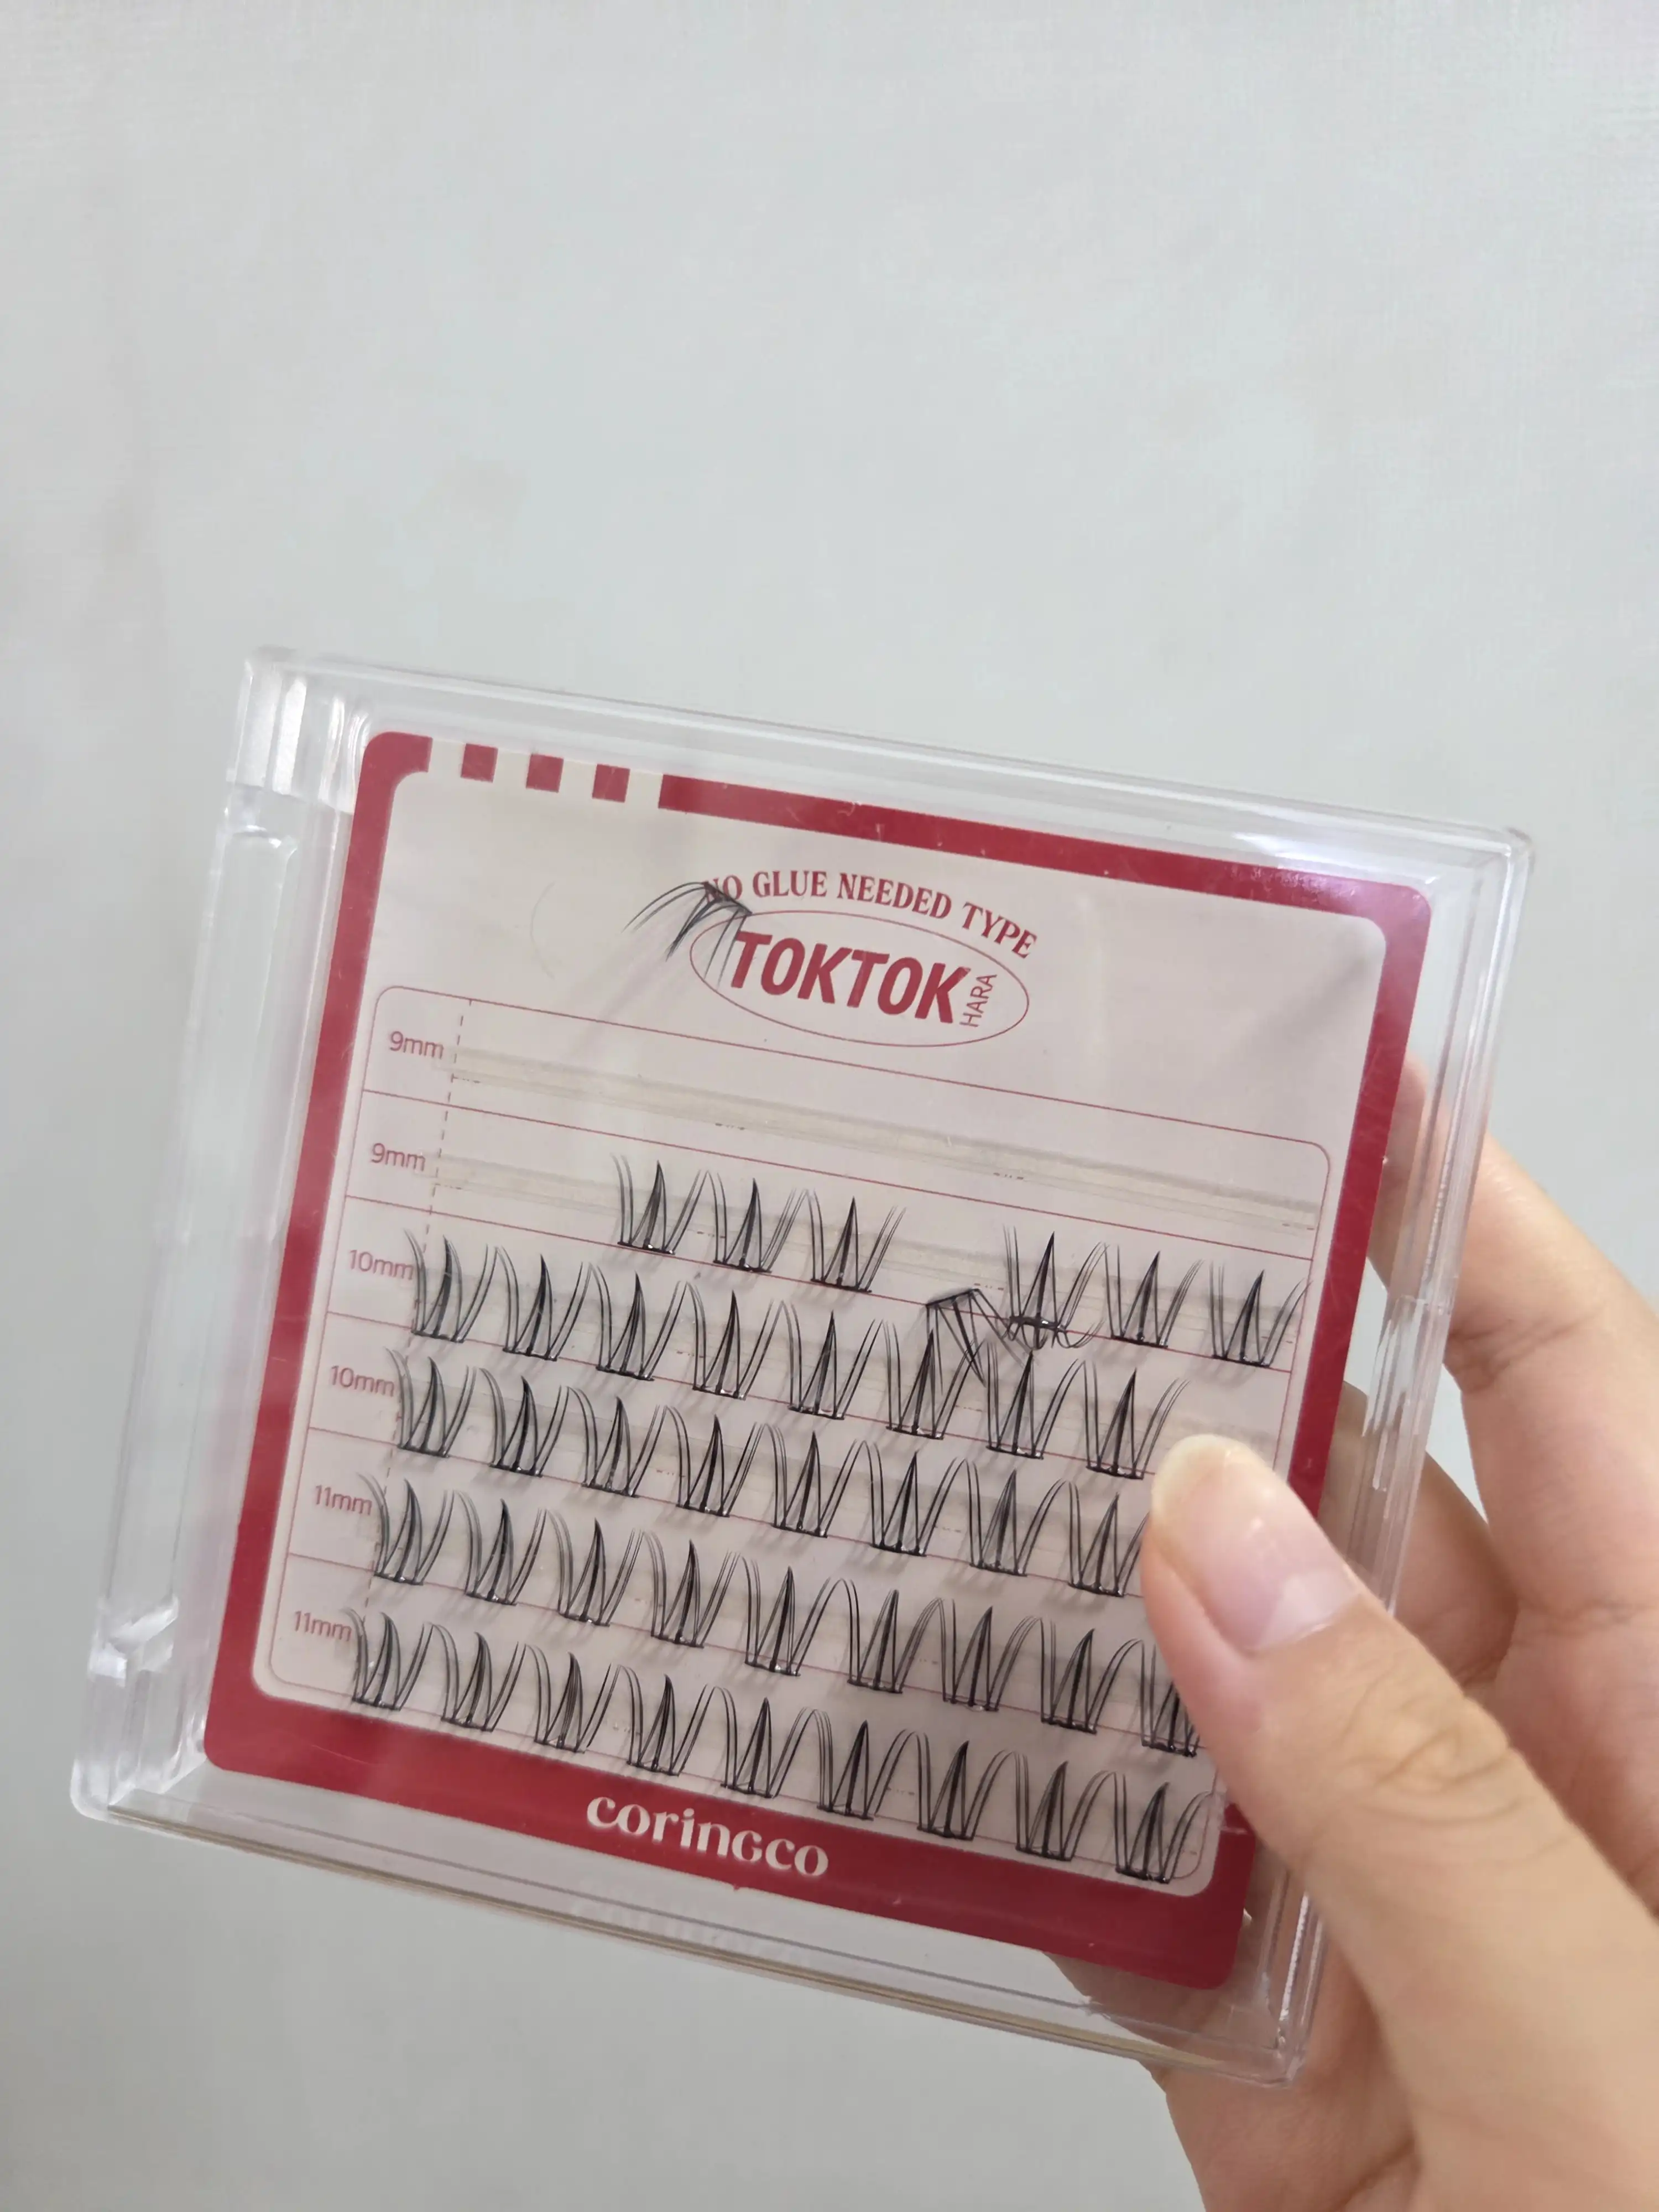 NO GLUE NEEDED TYPE
TOKTOK
HARA
9mm
9mm
10mm
10mm
11mm
11mm
coringco